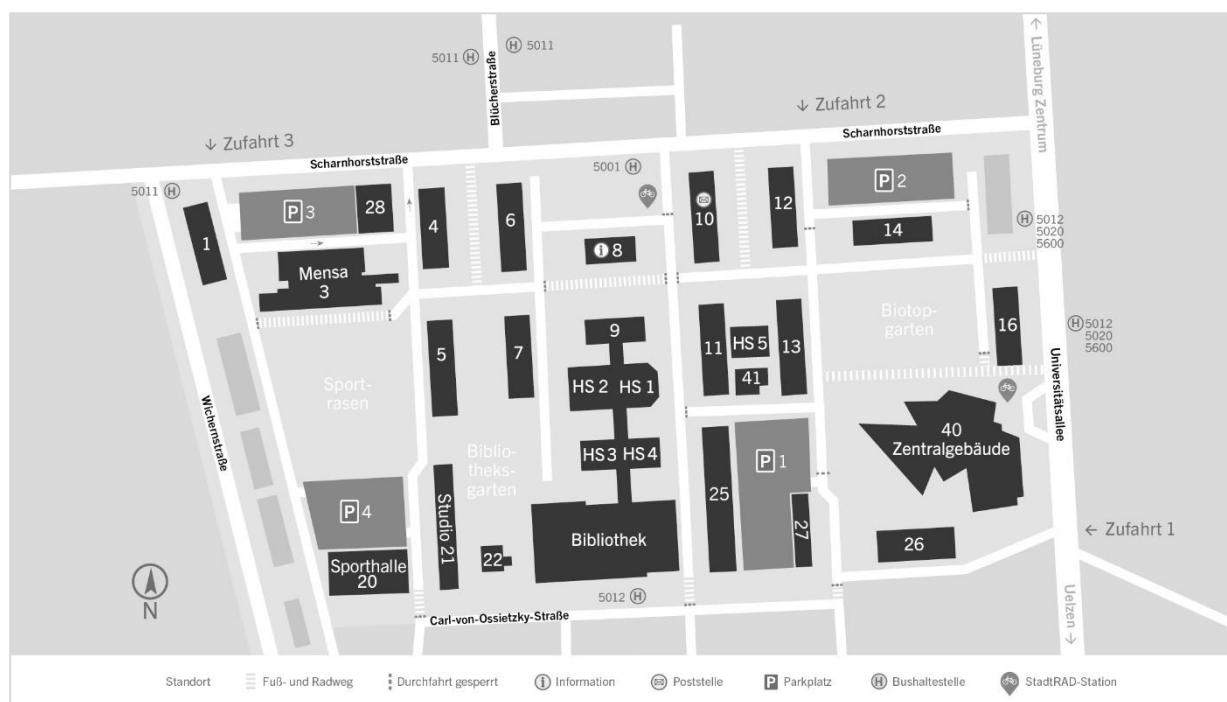 5011 H
H 5011
Blücherstraße
↓ Zufahrt 2
← Lüneburg Zentrum
Scharnhorststraße
↓ Zufahrt 3
Scharnhorststraße
5011 H
5001 H
1
P 3
28
4
6
i 8
10
12
P 2
14
H 5012
5020
5600
Mensa
3
5
7
9
HS 2
HS 1
11
HS 5
41
13
Biotop-
garten
16
H 5012
5020
5600
Universitätsallee
Sport-
rasen
Wichernstraße
Biblio-
theks-
garten
HS 3
HS 4
40
Zentralgebäude
P 4
Studio 21
25
P 1
27
26
← Zufahrt 1
Sporthalle
20
22
Bibliothek
N
5012 H
Carl-von-Ossietzky-Straße
Uelzen →
Standort
Fuß- und Radweg
Durchfahrt gesperrt
i Information
Poststelle
P Parkplatz
H Bushaltestelle
StadtRAD-Station